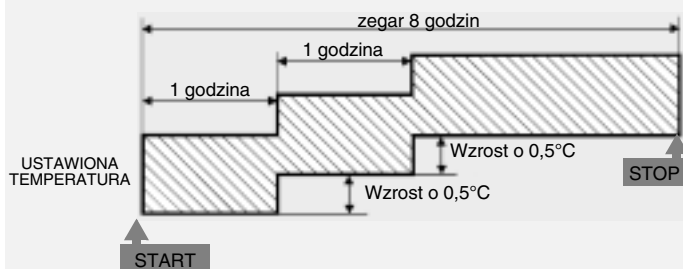 zegar 8 godzin
1 godzina
1 godzina
USTAWIONA
TEMPERATURA
Wzrost o 0,5°C
Wzrost o 0,5°C
STOP
START